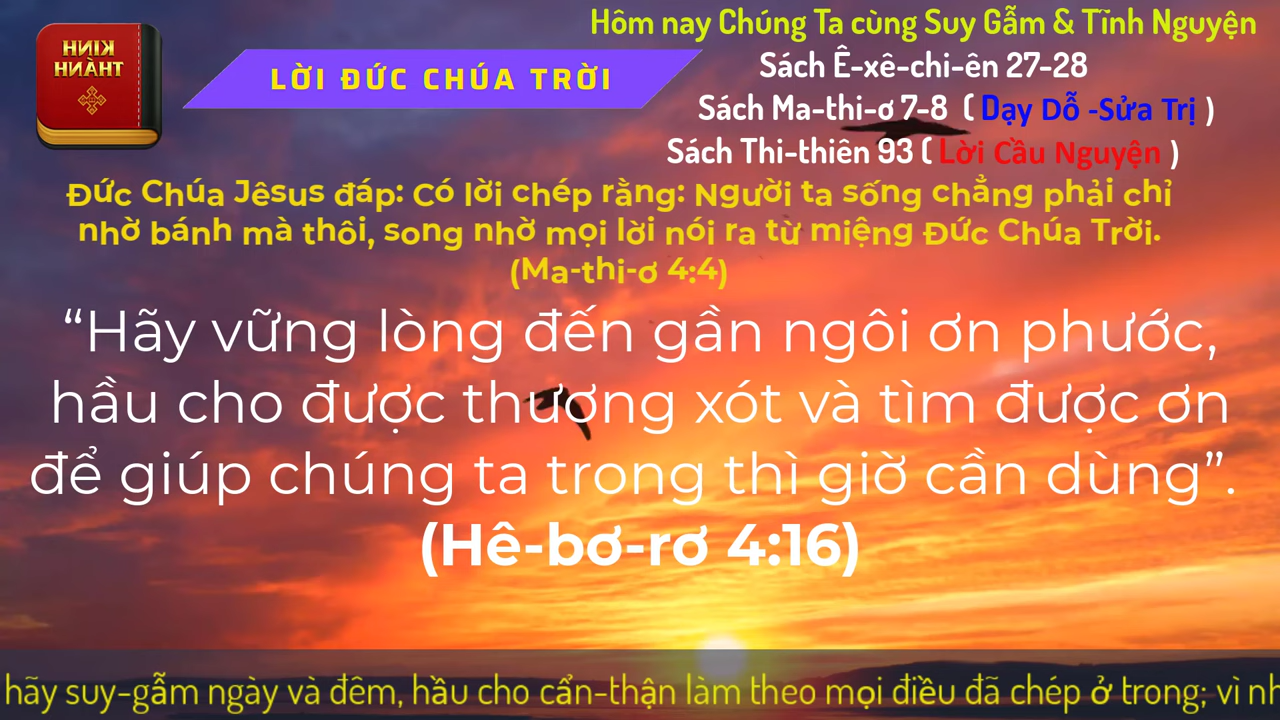 KINH
THÀNH
LỜI ĐỨC CHÚA TRỜI
Hôm nay Chúng Ta cùng Suy Gẫm & Tĩnh Nguyện
Sách Ê-xê-chi-ên 27-28
Sách Ma-thi-ơ 7-8 ( Dạy Dỗ -Sửa Trị )
Sách Thi-thiên 93 ( Lời Cầu Nguyện )
Đức Chúa Jêsus đáp: Có lời chép rằng: Người ta sống chẳng phải chỉ
nhờ bánh mà thôi, song nhờ mọi lời nói ra từ miệng Đức Chúa Trời.
(Ma-thi-ơ 4:4)
“Hãy vững lòng đến gần ngôi ơn phước,
hầu cho được thương xót và tìm được ơn
để giúp chúng ta trong thì giờ cần dùng”.
(Hê-bơ-rơ 4:16)
hãy suy-gẫm ngày và đêm, hầu cho cẩn-thận làm theo mọi điều đã chép ở trong; vì